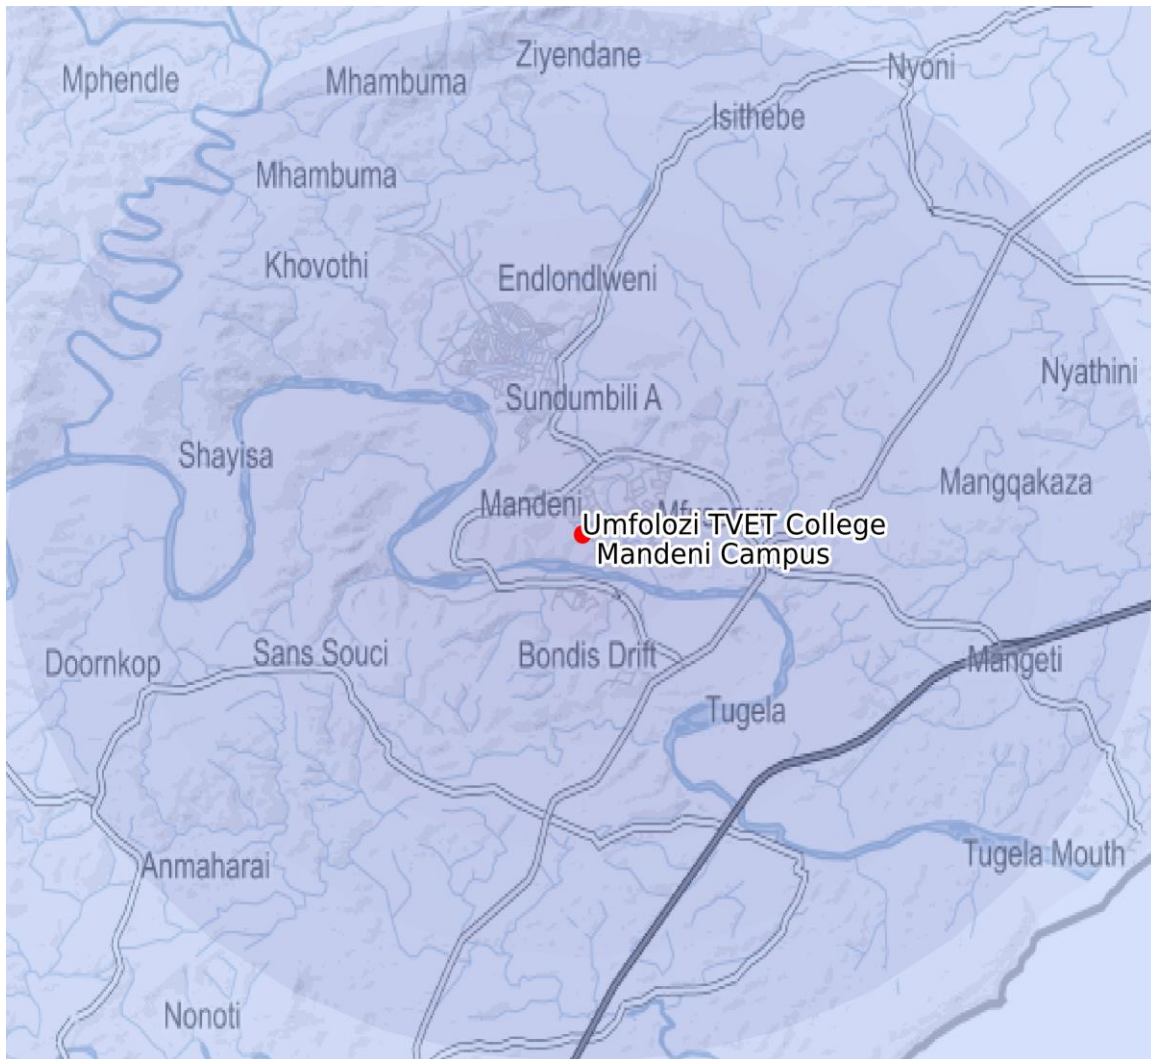 Ziyendane
Mphendle
Mhambuma
Nyoni
Isithebe
Mhambuma
Khovothi
Endlondlweni
Nyathini
Sundumbili A
Shayisa
Mangqakaza
Mandeni
Umfolozi TVET College
Mandeni Campus
Doornkop
Sans Souci
Bondis Drift
Mangeti
Tugela
Anmaharai
Tugela Mouth
Nonoti